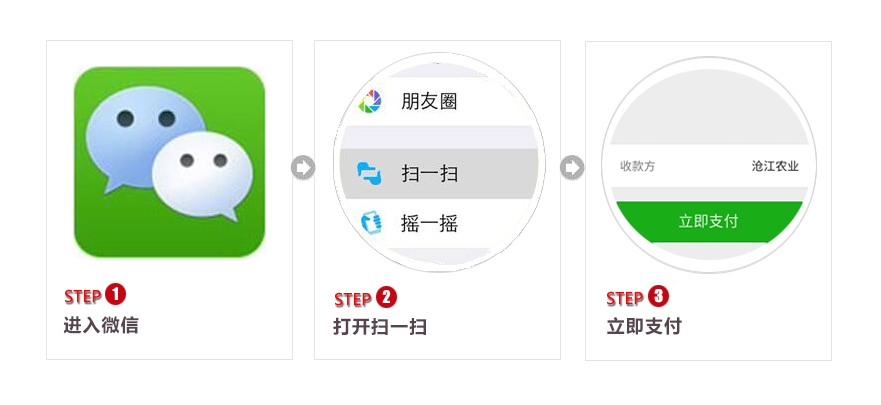 朋友圈
扫一扫
摇一摇
STEP 1
进入微信
STEP 2
打开扫一扫
收款方 沧江农业
立即支付
STEP 3
立即支付